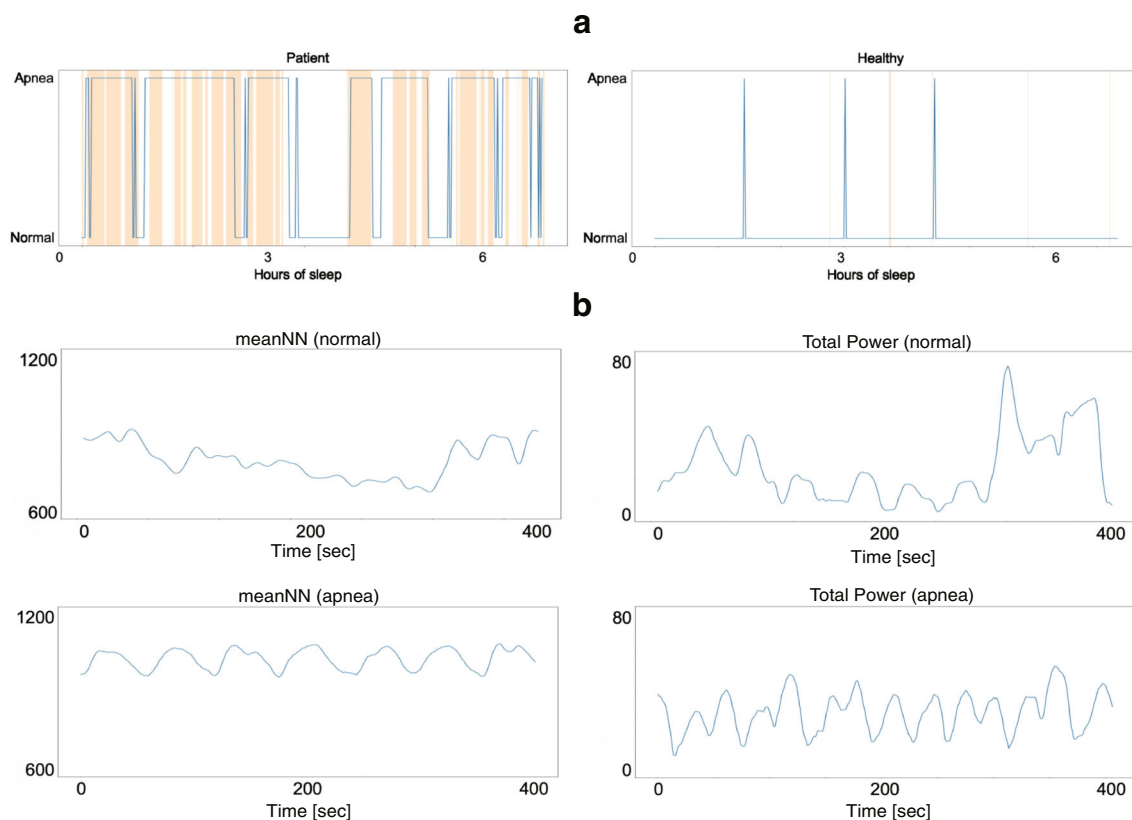 a
Patient
Healthy
Apnea
Normal
0 3 6
Hours of sleep
Apnea
Normal
0 3 6
Hours of sleep
b
meanNN (normal)
1200
600
0 200 400
Time [sec]
Total Power (normal)
80
0
0 200 400
Time [sec]
meanNN (apnea)
1200
600
0 200 400
Time [sec]
Total Power (apnea)
80
0
0 200 400
Time [sec]